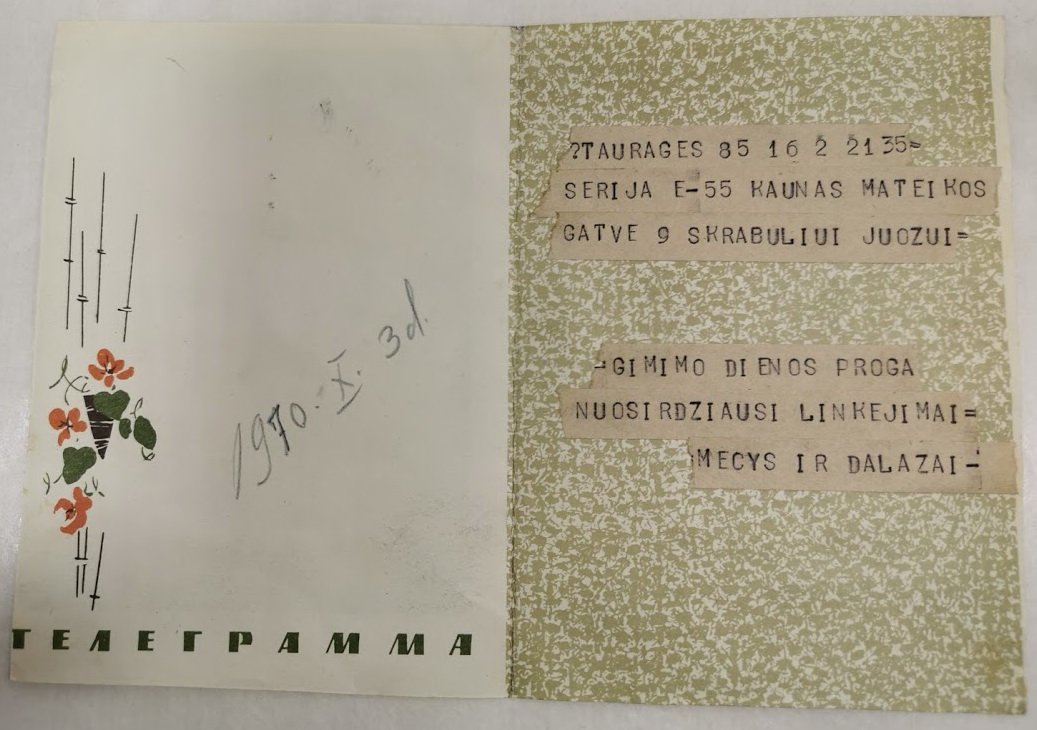 1970. X. 3d.
ТЕЛЕГРАММА
?TAURAGES 85 16 2 2135=
SERIJA E-55 KAUNAS MATEIKOS
GATVE 9 SKRABULIUI JUOZUI=
=GIMIMO DIENOS PROGA
NUOSIRDZIAUSI LINKEJIMAI=
MECYS IR DALAZAI-